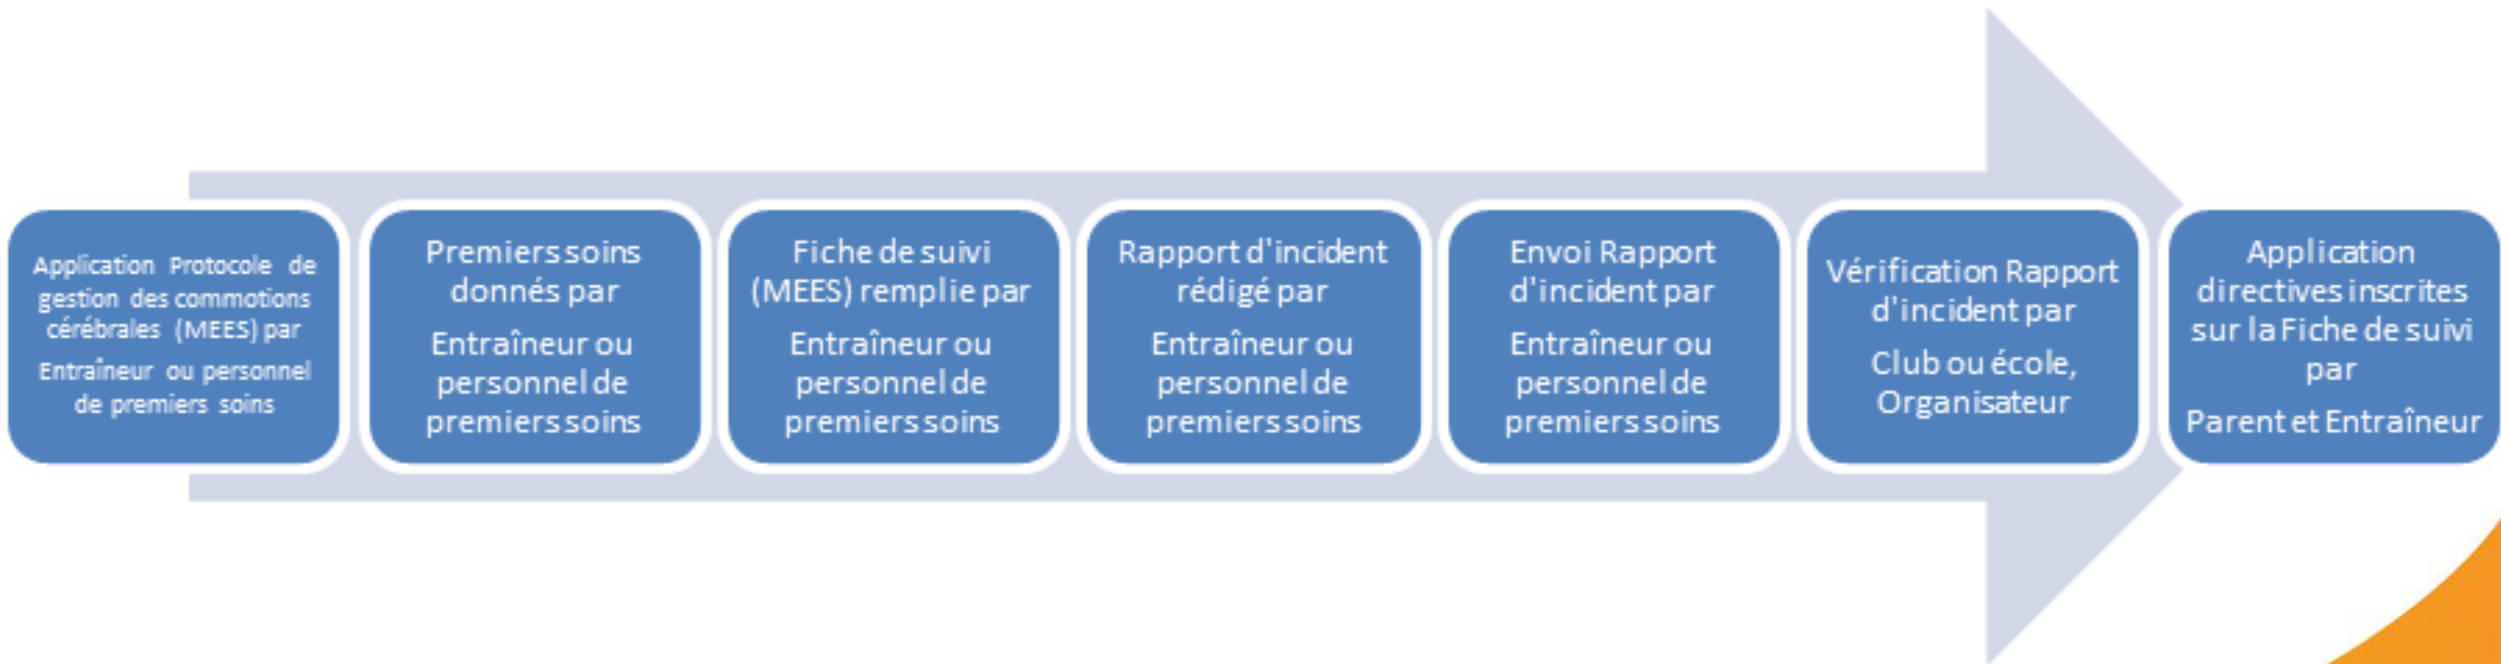 Application Protocole de
gestion des commotions
cérébrales (MEES) par
Entraîneur ou personnel
de premiers soins
Premiers soins
donnés par
Entraîneur ou
personnel de
premiers soins
Fiche de suivi
(MEES) remplie par
Entraîneur ou
personnel de
premiers soins
Rapport d'incident
rédigé par
Entraîneur ou
personnel de
premiers soins
Envoi Rapport
d'incident par
Entraîneur ou
personnel de
premiers soins
Vérification Rapport
d'incident par
Club ou école,
Organisateur
Application
directives inscrites
sur la Fiche de suivi
par
Parent et Entraîneur